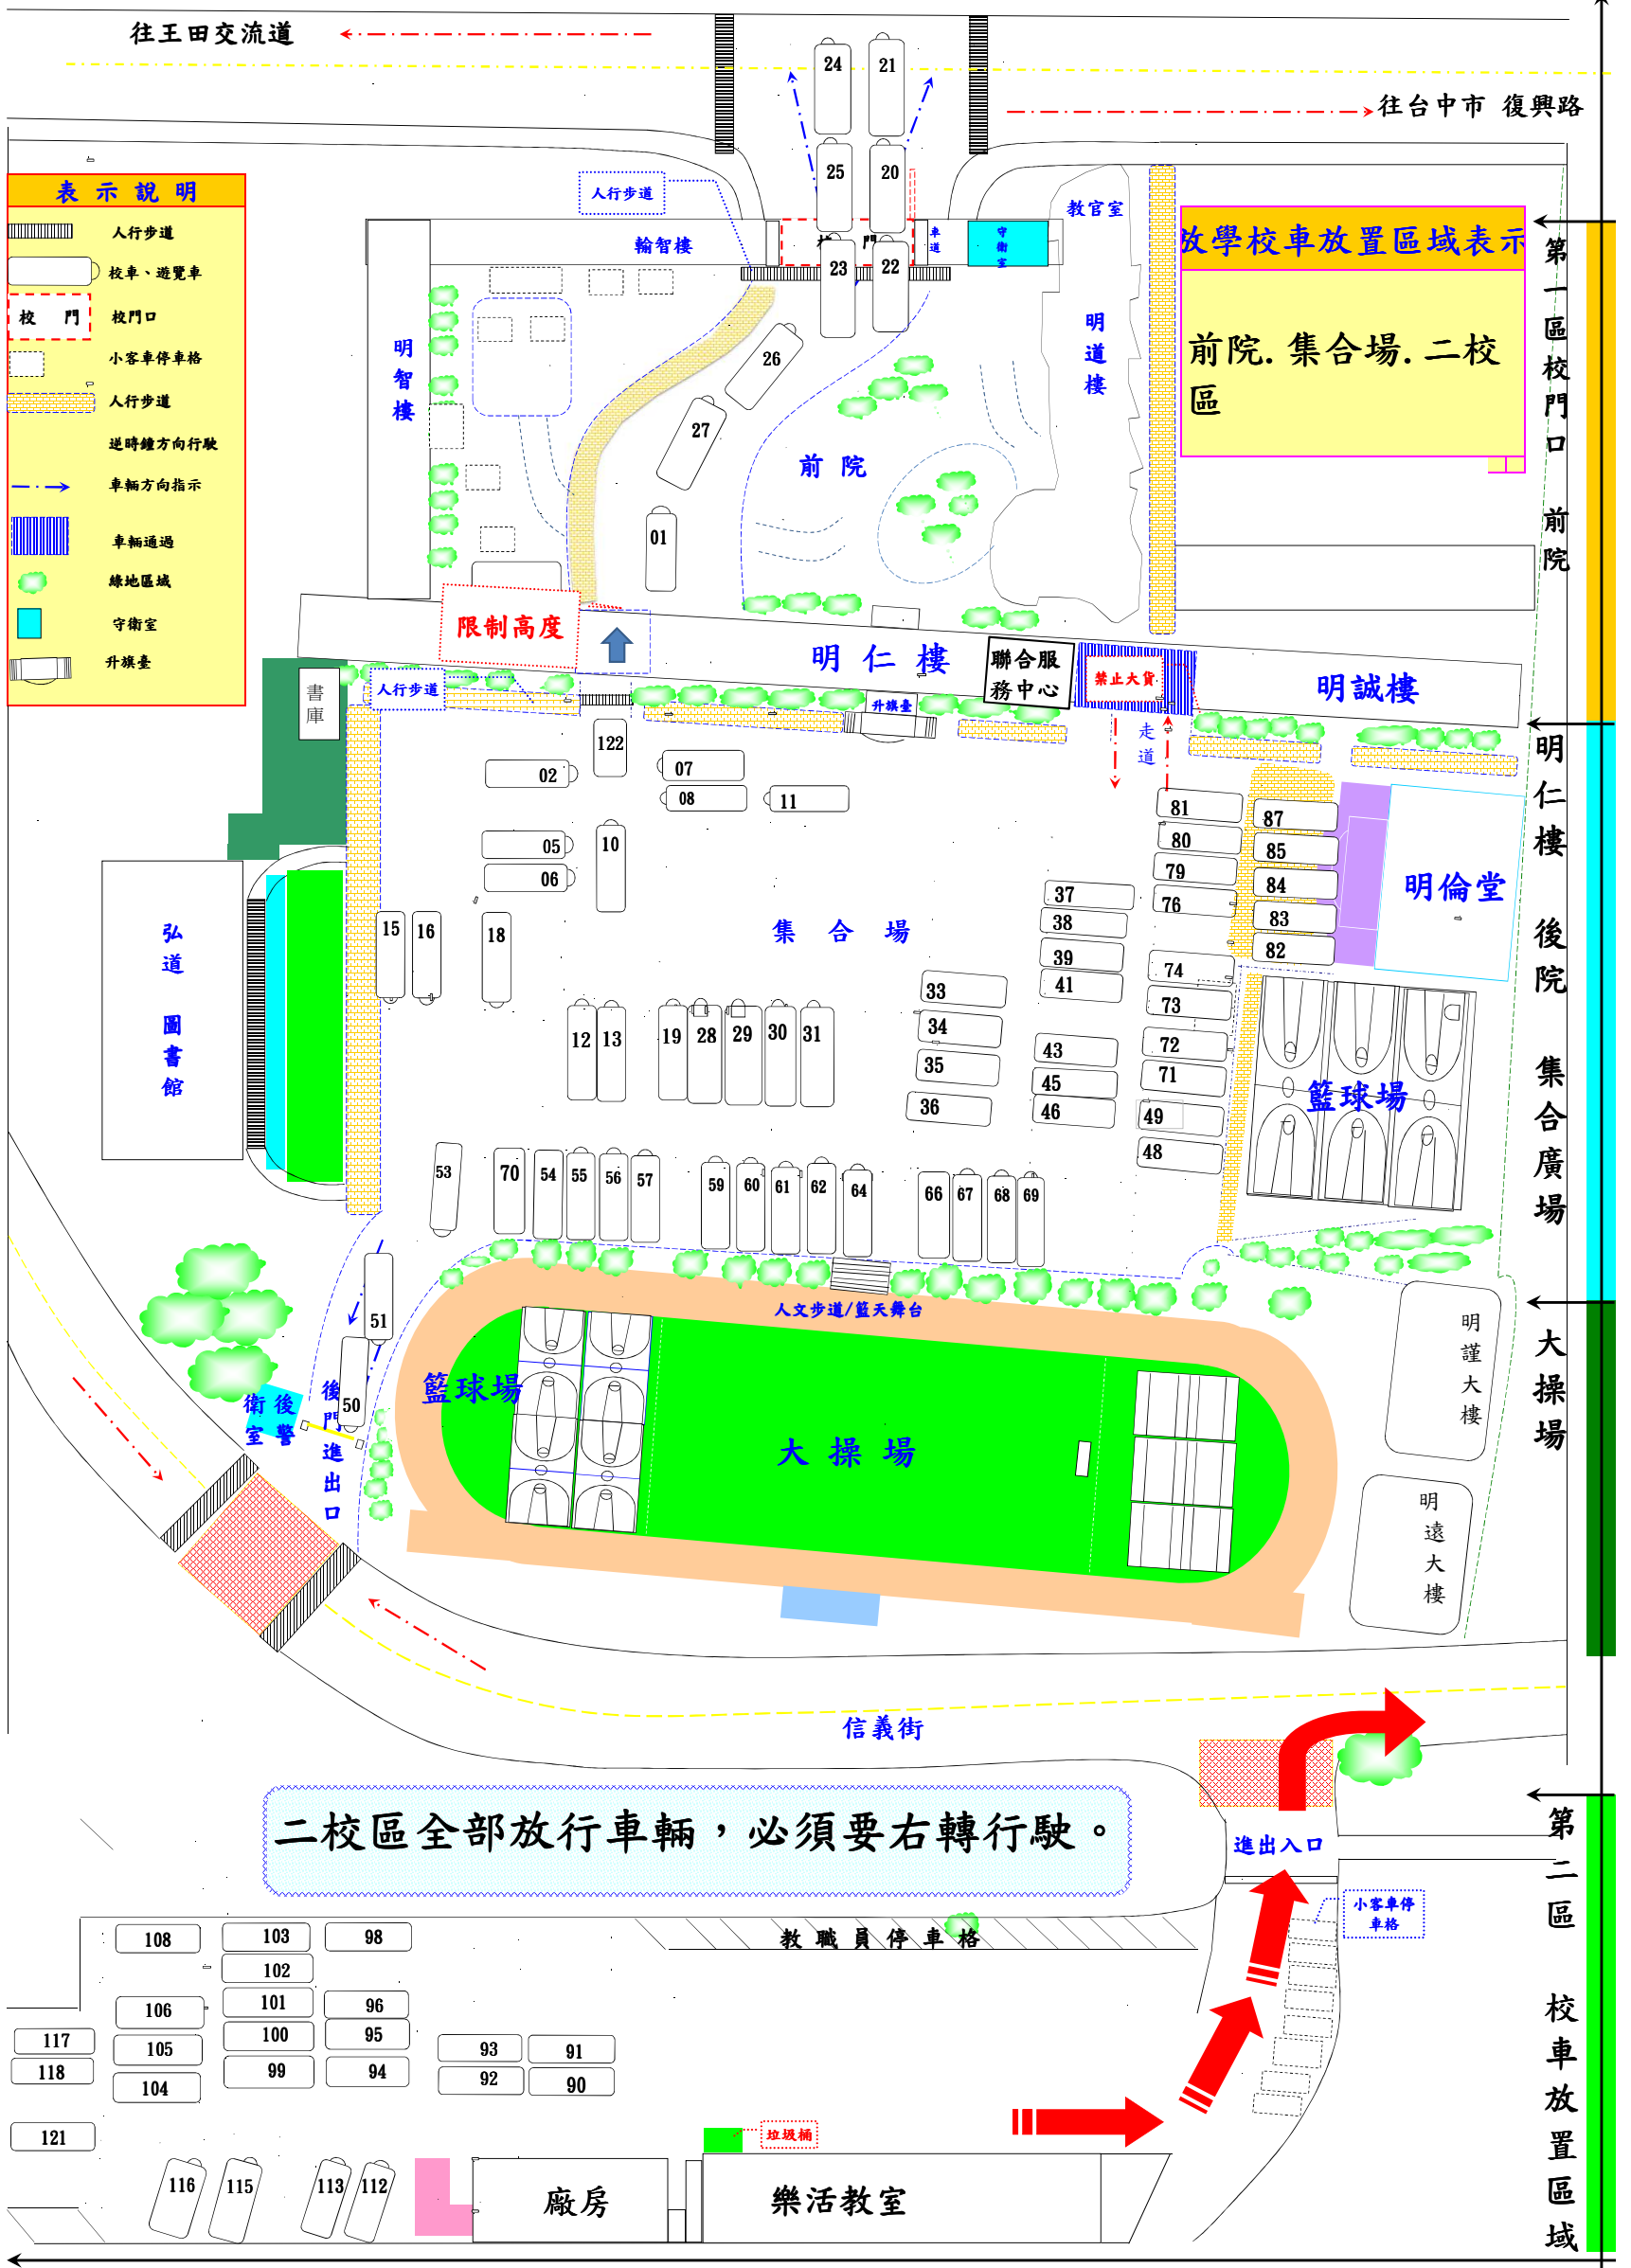 往王田交流道
往台中市 復興路
表 示 說 明
人行步道
校車、遊覽車
校 門
校門口
小客車停車格
人行步道
逆時鐘方向行駛
車輛方向指示
車輛通過
綠地區域
守衛室
升旗臺
24
21
25
20
23
22
人行步道
翰智樓
門
車道
守衛室
教官室
放學校車放置區域表示
前院. 集合場. 二校
區
明智樓
明道樓
26
27
01
前 院
限制高度
明 仁 樓
聯合服
務中心
禁止大貨
明誠樓
書庫
人行步道
升旗臺
走道
122
02
07
08
11
05
06
10
15
16
18
集 合 場
12
13
19
28
29
30
31
33
34
35
36
37
38
39
41
43
45
46
81
80
79
76
74
73
72
71
49
48
87
85
84
83
82
明倫堂
籃球場
弘道 圖書館
53
70
54
55
56
57
59
60
61
62
64
66
67
68
69
51
50
人文步道/藍天舞台
籃球場
大 操 場
後警
衛室
後門進出口
明謹大樓
明遠大樓
信義街
二校區全部放行車輛，必須要右轉行駛。
進出入口
小客車停
車格
教 職 員 停 車 格
108
103
98
102
106
101
96
117
105
100
95
118
104
99
94
93
91
92
90
121
116
115
113
112
垃圾桶
廠房
樂活教室
第一區校門口 前院
明仁樓 後院 集合廣場
大操場
第二區 校車放置區域